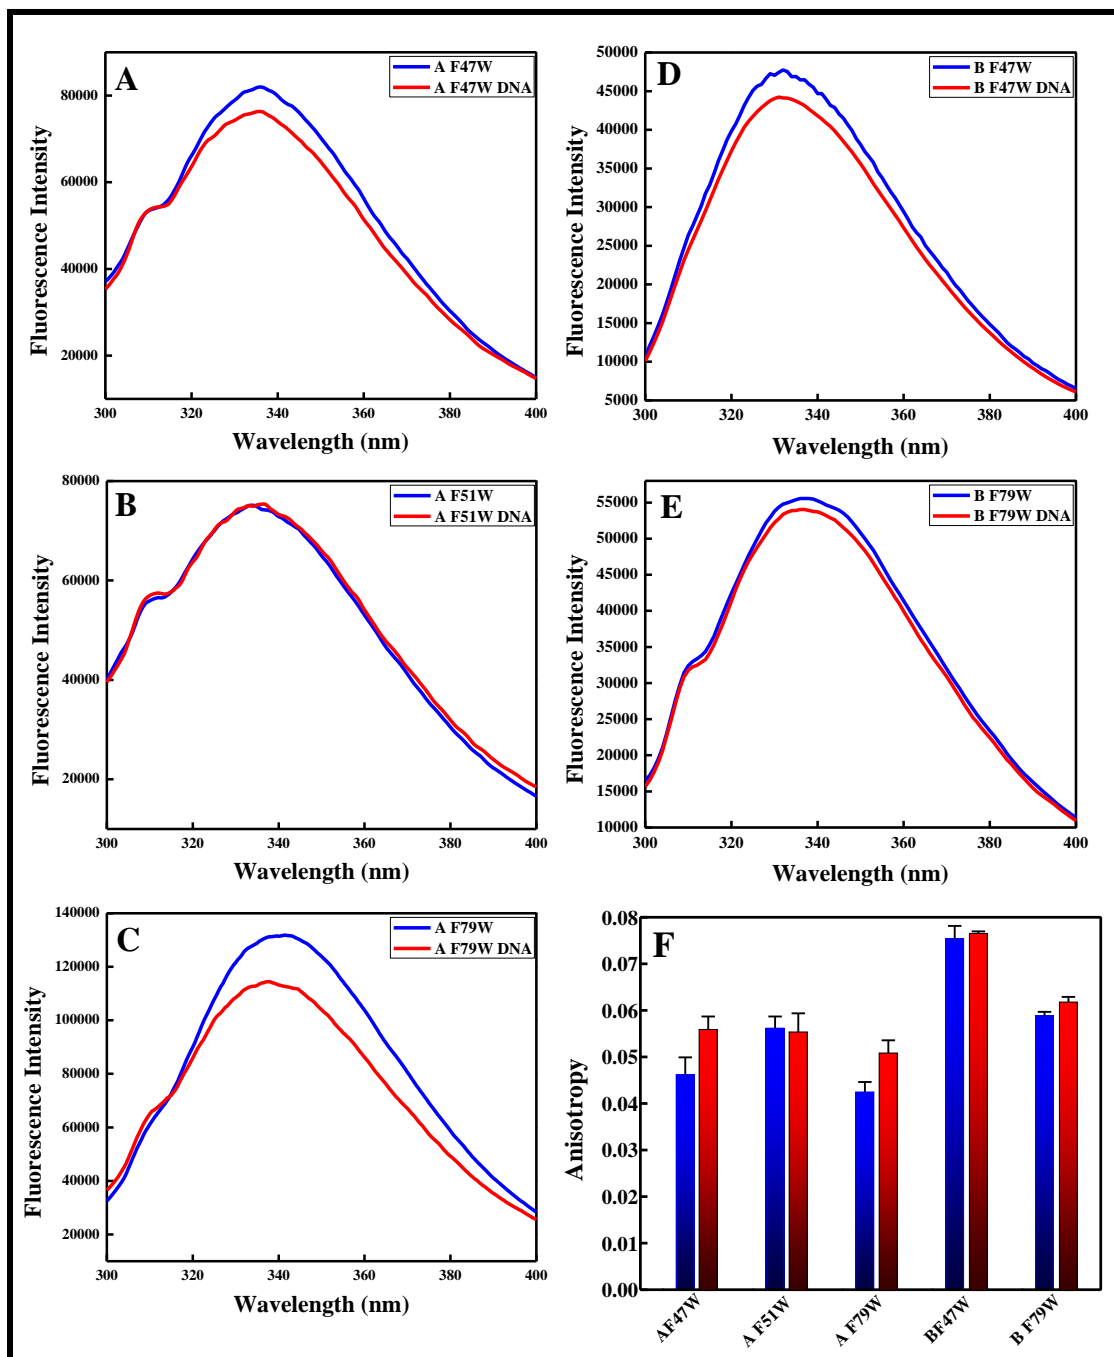 A
A F47W
A F47W DNA
80000
60000
40000
20000
300
320
340
360
380
400
Fluorescence Intensity
Wavelength (nm)
D
B F47W
B F47W DNA
50000
45000
40000
35000
30000
25000
20000
15000
10000
5000
300
320
340
360
380
400
Fluorescence Intensity
Wavelength (nm)
B
A F51W
A F51W DNA
80000
60000
40000
20000
300
320
340
360
380
400
Fluorescence Intensity
Wavelength (nm)
E
B F79W
B F79W DNA
55000
50000
45000
40000
35000
30000
25000
20000
15000
10000
300
320
340
360
380
400
Fluorescence Intensity
Wavelength (nm)
C
A F79W
A F79W DNA
140000
120000
100000
80000
60000
40000
20000
300
320
340
360
380
400
Fluorescence Intensity
Wavelength (nm)
F
0.08
0.07
0.06
0.05
0.04
0.03
0.02
0.01
0.00
Anisotropy
AF47W
A F51W
A F79W
BF47W
B F79W